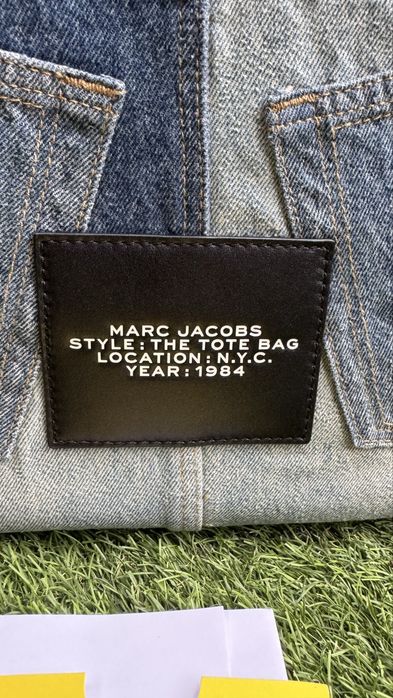 MARC JACOBS
STYLE : THE TOTE BAG
LOCATION : N.Y.C.
YEAR : 1984